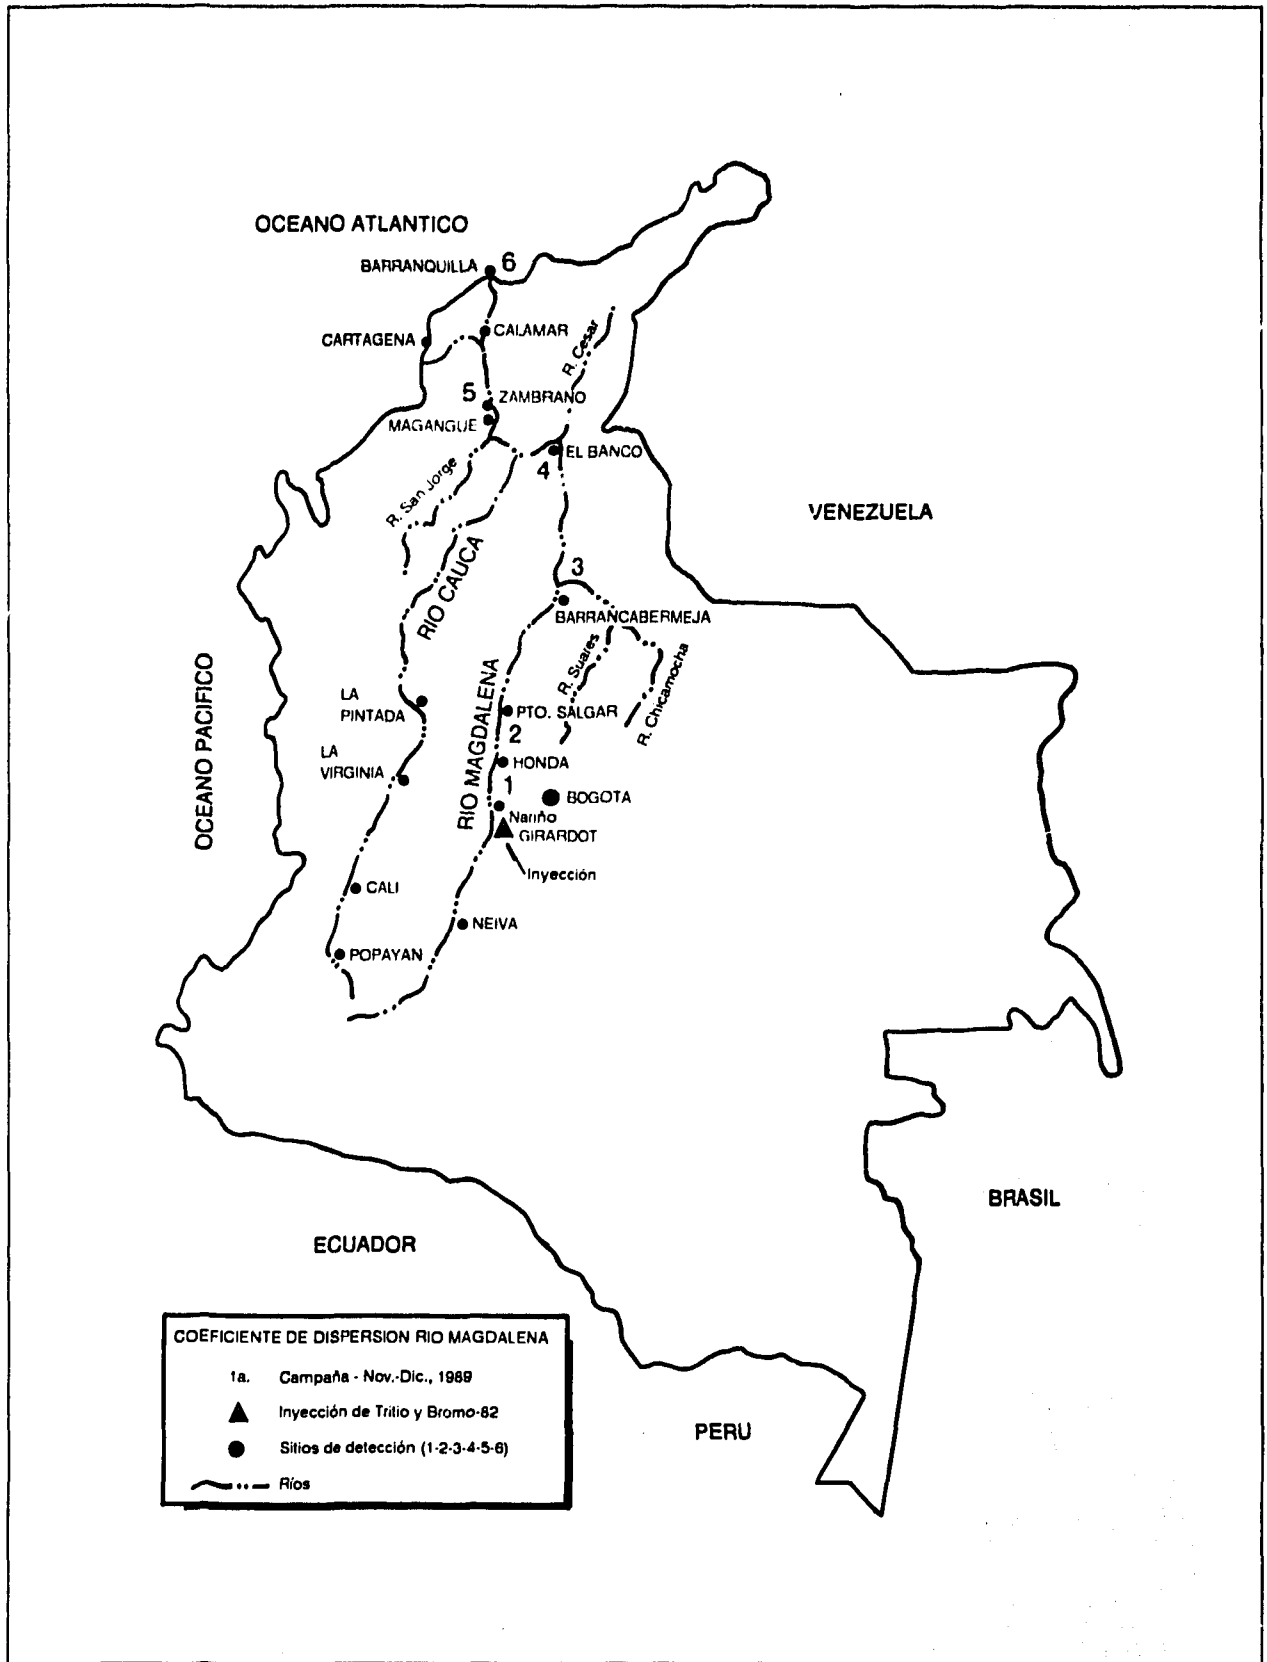 OCEANO ATLANTICO
BARRANQUILLA
6
CARTAGENA
CALAMAR
R. Cesar
5
ZAMBRANO
MAGANGUE
EL BANCO
4
R. San Jorge
VENEZUELA
RIO CAUCA
3
BARRANCABERMEJA
R. Suares
R. Chicamocha
OCEANO PACIFICO
LA
PINTADA
RIO MAGDALENA
PTO. SALGAR
2
LA
VIRGINIA
HONDA
1
BOGOTA
Nariño
GIRARDOT
Inyección
CALI
NEIVA
POPAYAN
BRASIL
ECUADOR
PERU
COEFICIENTE DE DISPERSION RIO MAGDALENA
1a. Campaña - Nov.-Dic., 1989
Inyección de Tritio y Bromo-82
Sitios de detección (1-2-3-4-5-6)
Ríos